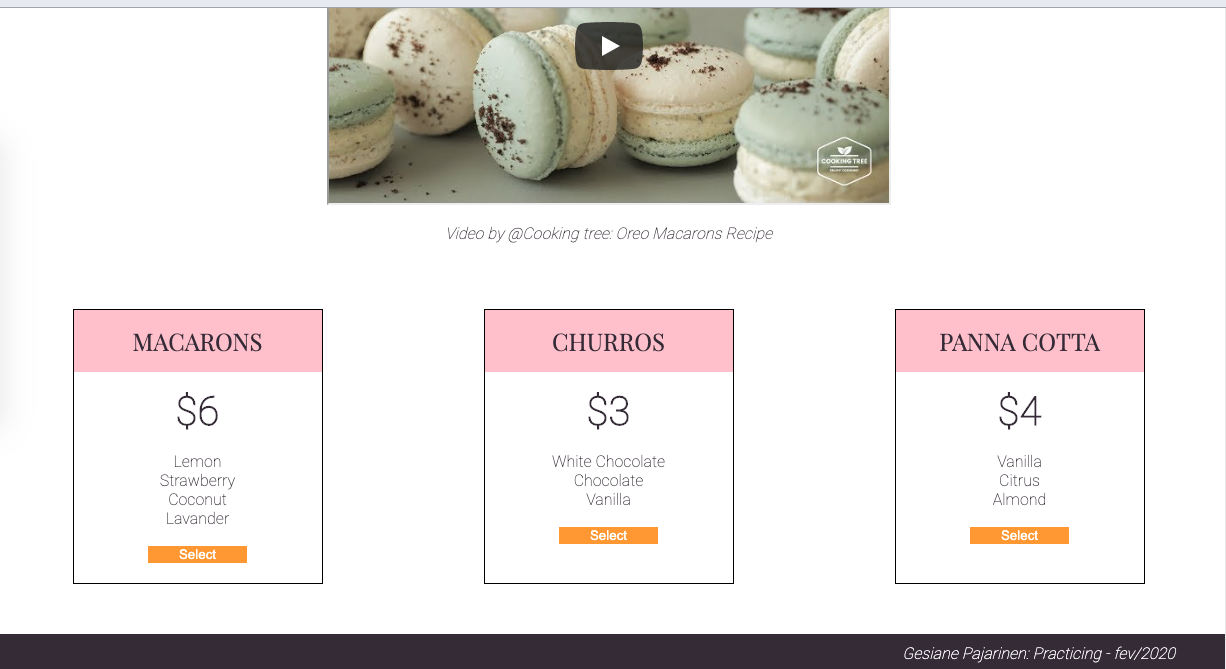 COOKING TREE
Video by @Cooking tree: Oreo Macarons Recipe
MACARONS
$6
Lemon
Strawberry
Coconut
Lavander
Select
CHURROS
$3
White Chocolate
Chocolate
Vanilla
Select
PANNA COTTA
$4
Vanilla
Citrus
Almond
Select
Gesiane Pajarinen: Practicing - fev/2020